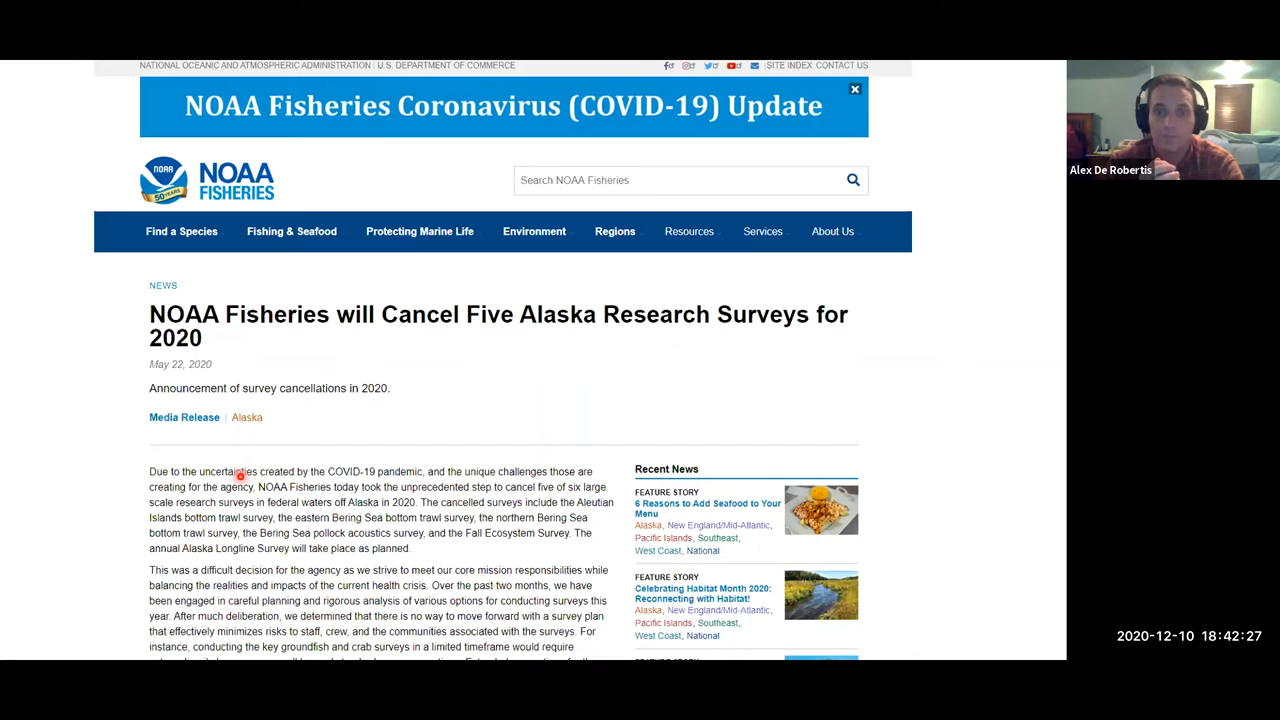 NATIONAL OCEANIC AND ATMOSPHERIC ADMINISTRATION | U.S. DEPARTMENT OF COMMERCE
SITE INDEX CONTACT US
NOAA Fisheries Coronavirus (COVID-19) Update
NOAA
50 YEARS
NOAA
FISHERIES
Search NOAA Fisheries
Alex De Robertis
Find a Species Fishing & Seafood Protecting Marine Life Environment Regions Resources Services About Us
NEWS
NOAA Fisheries will Cancel Five Alaska Research Surveys for
2020
May 22, 2020
Announcement of survey cancellations in 2020.
Media Release | Alaska
Due to the uncertainties created by the COVID-19 pandemic, and the unique challenges those are
creating for the agency, NOAA Fisheries today took the unprecedented step to cancel five of six large
scale research surveys in federal waters off Alaska in 2020. The cancelled surveys include the Aleutian
Islands bottom trawl survey, the eastern Bering Sea bottom trawl survey, the northern Bering Sea
bottom trawl survey, the Bering Sea pollock acoustics survey, and the Fall Ecosystem Survey. The
annual Alaska Longline Survey will take place as planned.
This was a difficult decision for the agency as we strive to meet our core mission responsibilities while
balancing the realities and impacts of the current health crisis. Over the past two months, we have
been engaged in careful planning and rigorous analysis of various options for conducting surveys this
year. After much deliberation, we determined that there is no way to move forward with a survey plan
that effectively minimizes risks to staff, crew, and the communities associated with the surveys. For
instance, conducting the key groundfish and crab surveys in a limited timeframe would require
Recent News
FEATURE STORY
6 Reasons to Add Seafood to Your
Menu
Alaska, New England/Mid-Atlantic,
Pacific Islands, Southeast,
West Coast, National
FEATURE STORY
Celebrating Habitat Month 2020:
Reconnecting with Habitat!
Alaska, New England/Mid-Atlantic,
Pacific Islands, Southeast,
West Coast, National
2020-12-10 18:42:27